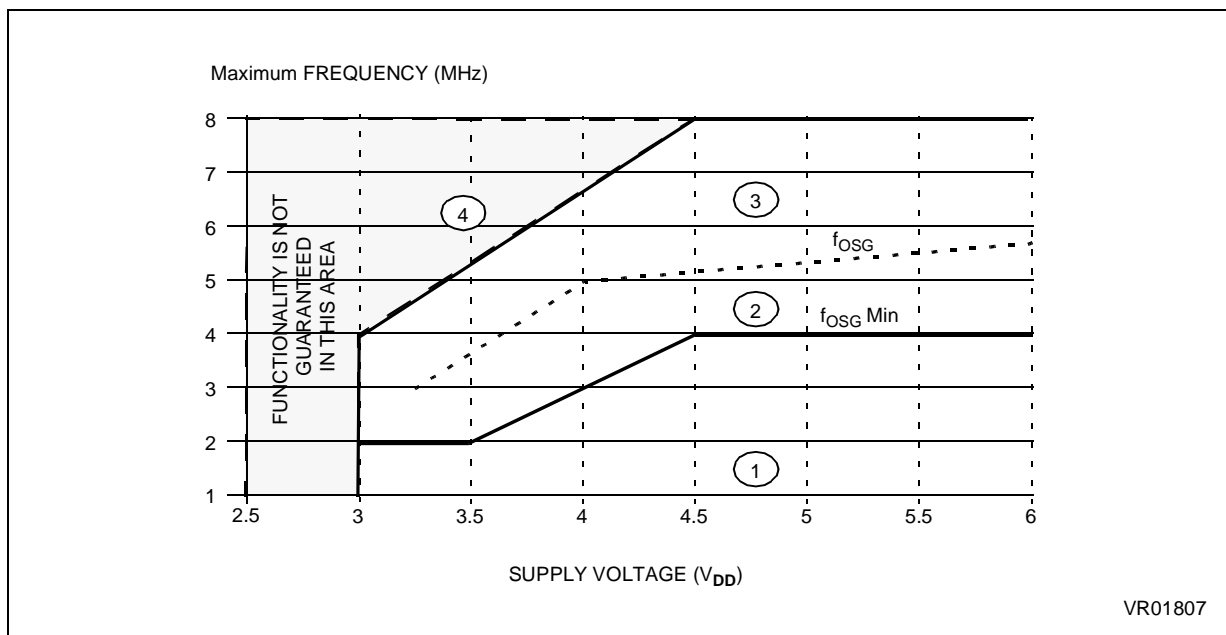 Maximum FREQUENCY (MHz)
8
7
6
5
4
3
2
1
FUNCTIONALITY IS NOT
GUARANTEED
IN THIS AREA
4
3
fOSG
2
fOSG Min
1
2.5 3 3.5 4 4.5 5 5.5 6
SUPPLY VOLTAGE (VDD)
VR01807